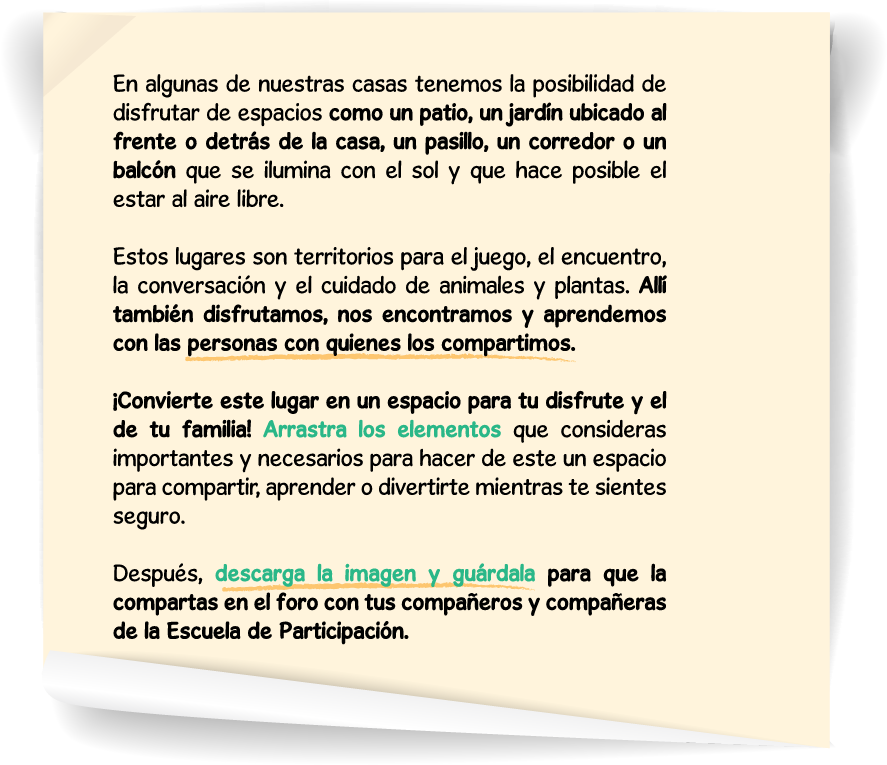 En algunas de nuestras casas tenemos la posibilidad de
disfrutar de espacios como un patio, un jardín ubicado al
frente o detrás de la casa, un pasillo, un corredor o un
balcón que se ilumina con el sol y que hace posible el
estar al aire libre.
Estos lugares son territorios para el juego, el encuentro,
la conversación y el cuidado de animales y plantas. Allí
también disfrutamos, nos encontramos y aprendemos
con las personas con quienes los compartimos.
¡Convierte este lugar en un espacio para tu disfrute y el
de tu familia! Arrastra los elementos que consideras
importantes y necesarios para hacer de este un espacio
para compartir, aprender o divertirte mientras te sientes
seguro.
Después, descarga la imagen y guárdala para que la
compartas en el foro con tus compañeros y compañeras
de la Escuela de Participación.